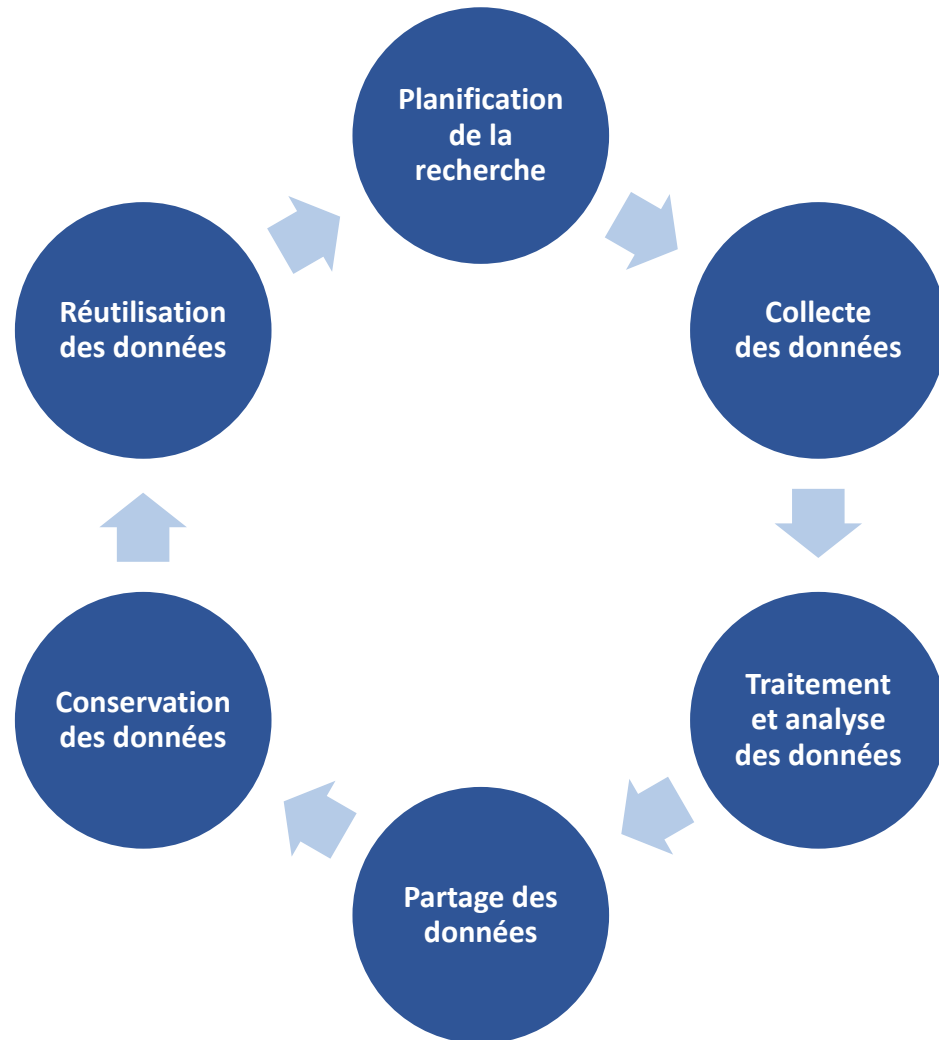 Planification
de la
recherche
Collecte
des données
Traitement
et analyse
des données
Partage des
données
Conservation
des données
Réutilisation
des données